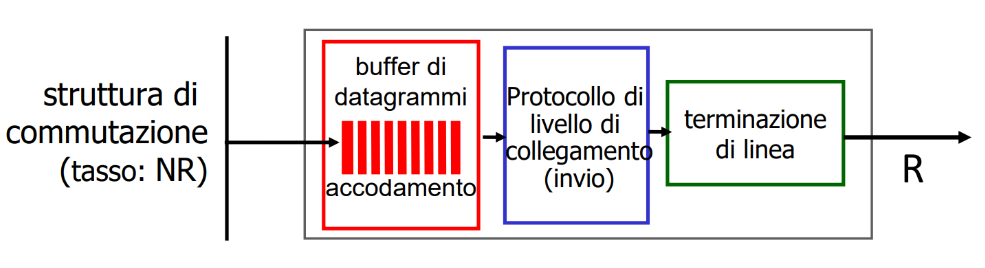 struttura di
commutazione
(tasso: NR)
buffer di
datagrammi
accodamento
Protocollo di
livello di
collegamento
(invio)
terminazione
di linea
R